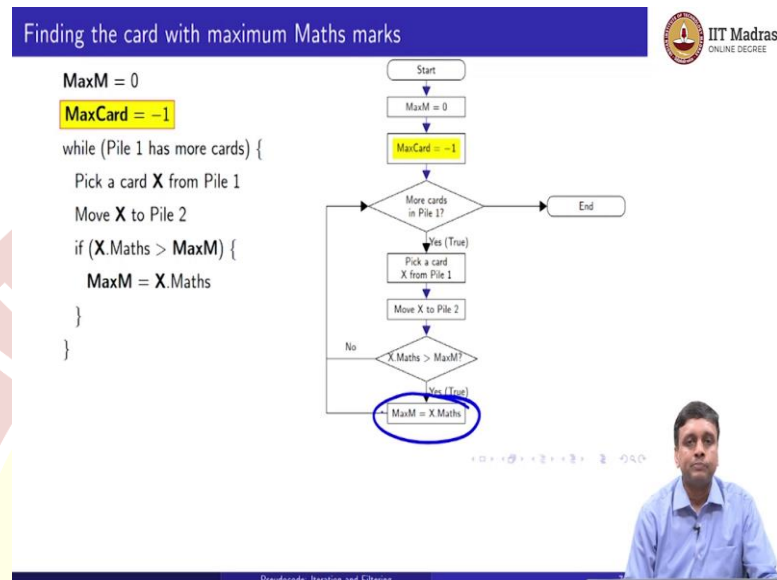 Finding the card with maximum Maths marks
IIT Madras
ONLINE DEGREE
MaxM = 0
MaxCard = −1
while (Pile 1 has more cards) {
Pick a card X from Pile 1
Move X to Pile 2
if (X.Maths > MaxM) {
MaxM = X.Maths
}
}
Start
MaxM = 0
MaxCard = −1
More cards
in Pile 1?
End
Yes (True)
Pick a card
X from Pile 1
Move X to Pile 2
No
X.Maths > MaxM?
Yes (True)
MaxM = X.Maths
Pseudocode: Iteration and Filtering